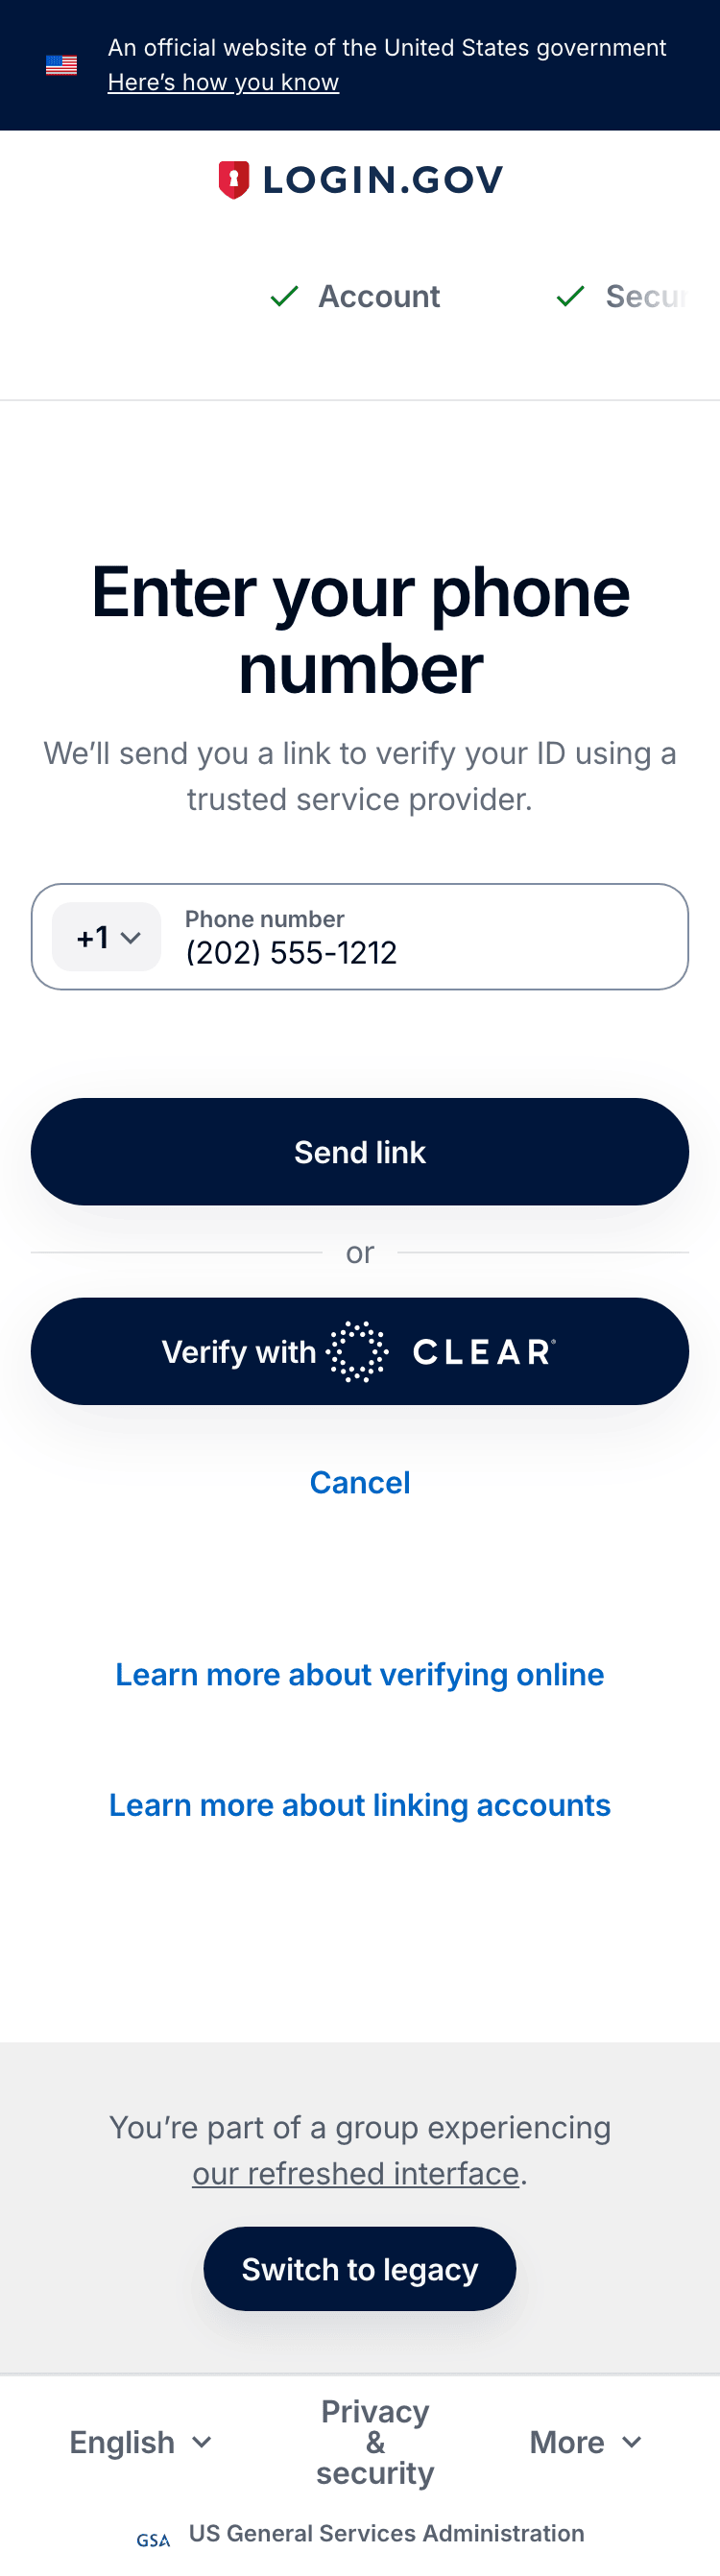 An official website of the United States government
Here’s how you know
LOGIN.GOV
Account
Secur
Enter your phone
number
We’ll send you a link to verify your ID using a
trusted service provider.
+1
Phone number
(202) 555-1212
Send link
or
Verify with CLEAR®
Cancel
Learn more about verifying online
Learn more about linking accounts
You’re part of a group experiencing
our refreshed interface.
Switch to legacy
English
Privacy
&
security
More
GSA US General Services Administration